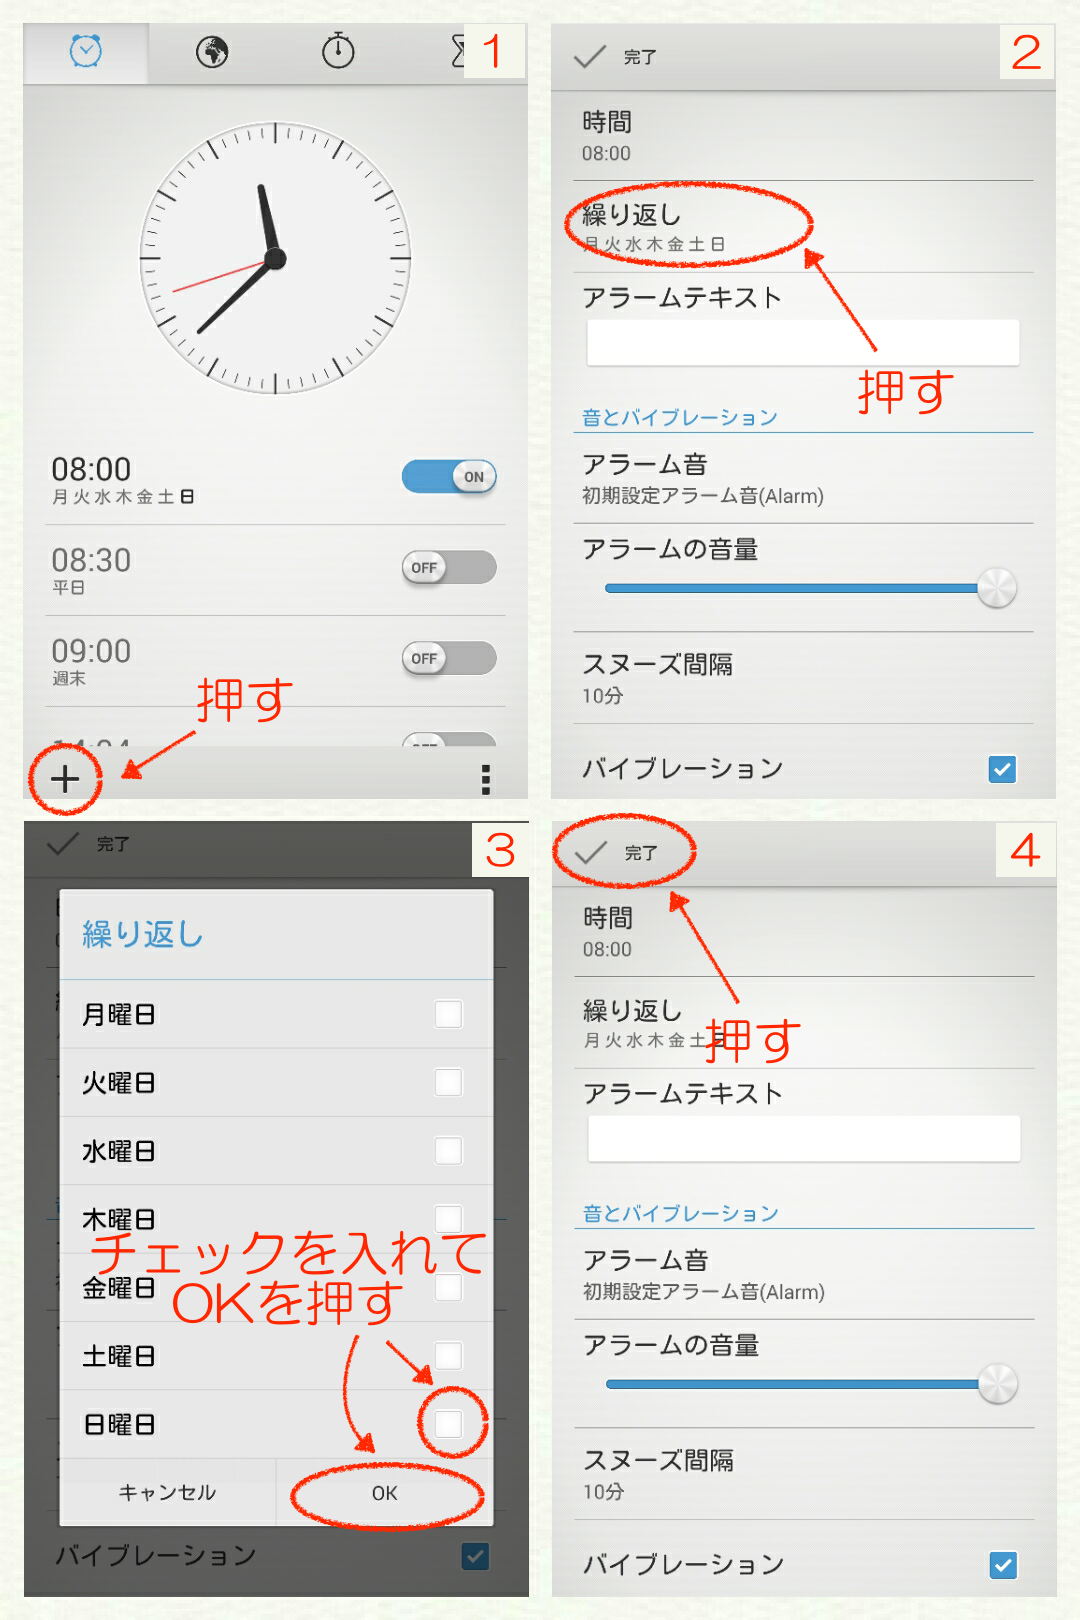 1
08:00
月 火 水 木 金 土 日
ON
08:30
平日
OFF
09:00
週末
OFF
押す
2
完了
時間
08:00
繰り返し
月 火 水 木 金 土 日
アラームテキスト
押す
音とバイブレーション
アラーム音
初期設定アラーム音(Alarm)
アラームの音量
スヌーズ間隔
10分
バイブレーション
3
完了
繰り返し
月曜日
火曜日
水曜日
木曜日
チェックを入れて
金曜日
OKを押す
土曜日
日曜日
キャンセル
OK
バイブレーション
4
完了
時間
08:00
繰り返し
月 火 水 木 金 土 日
押す
アラームテキスト
音とバイブレーション
アラーム音
初期設定アラーム音(Alarm)
アラームの音量
スヌーズ間隔
10分
バイブレーション